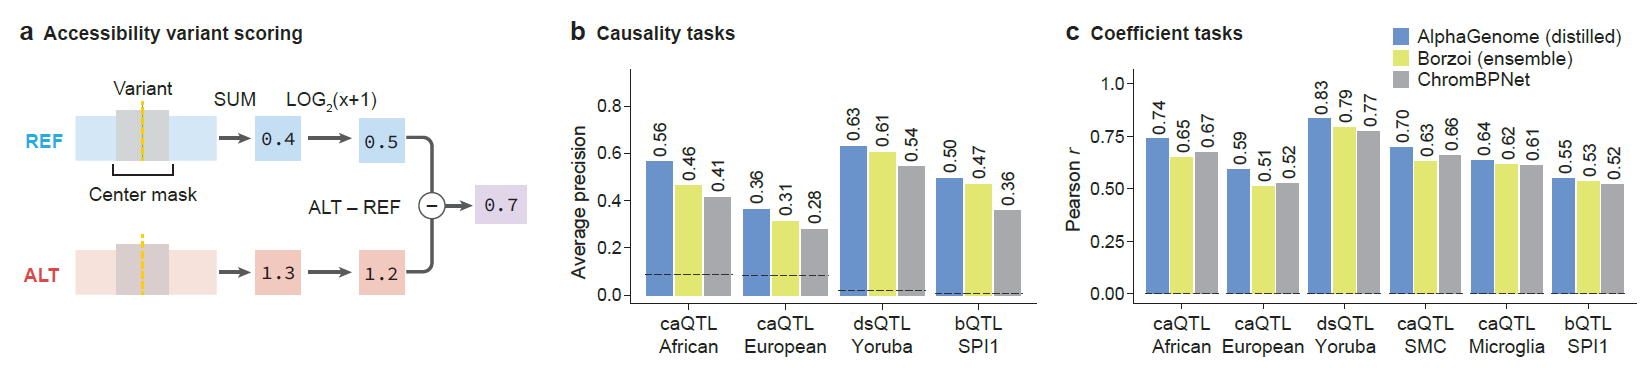 a Accessibility variant scoring
Variant
SUM
LOG₂(x+1)
REF
0.4
0.5
Center mask
ALT – REF
−
0.7
ALT
1.3
1.2
b Causality tasks
Average precision
0.8
0.6
0.4
0.2
0.0
0.56
0.46
0.41
0.36
0.31
0.28
0.63
0.61
0.54
0.50
0.47
0.36
caQTL
African
caQTL
European
dsQTL
Yoruba
bQTL
SPI1
c Coefficient tasks
AlphaGenome (distilled)
Borzoi (ensemble)
ChromBPNet
Pearson r
1.0
0.75
0.50
0.25
0.00
0.74
0.65
0.67
0.59
0.51
0.52
0.83
0.79
0.77
0.70
0.63
0.66
0.64
0.62
0.61
0.55
0.53
0.52
caQTL
African
caQTL
European
dsQTL
Yoruba
caQTL
SMC
caQTL
Microglia
bQTL
SPI1